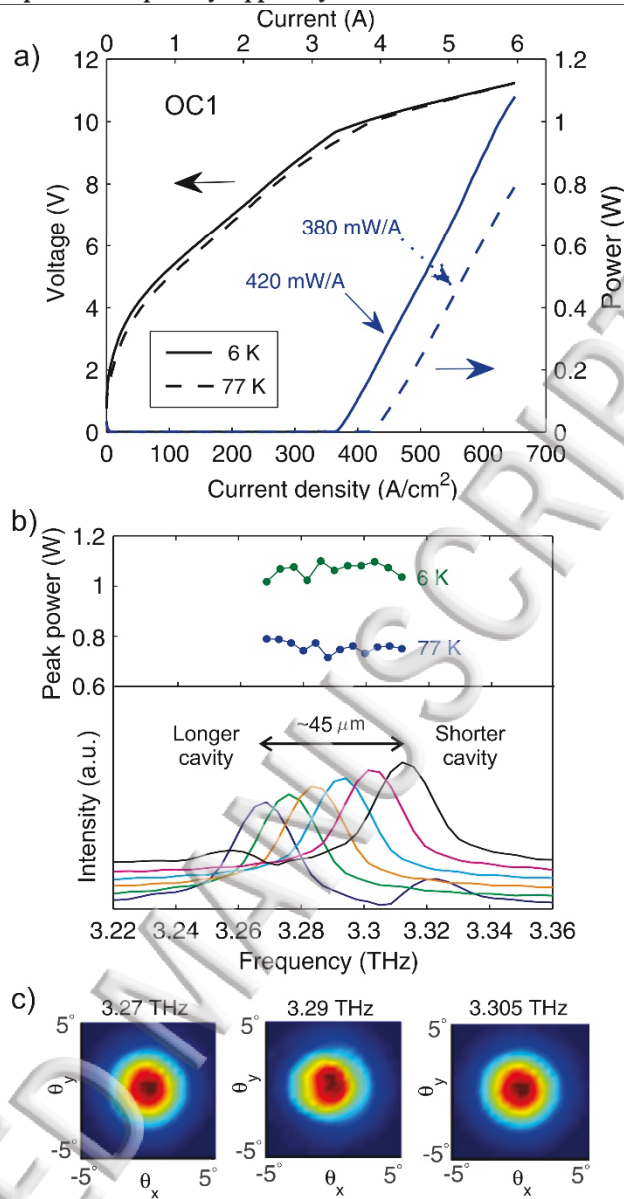 Current (A)
0 1 2 3 4 5 6
a)
12
10
8
6
4
2
0
Voltage (V)
OC1
380 mW/A
420 mW/A
6 K
77 K
1.2
1
0.8
0.6
0.4
0.2
0
Power (W)
0 100 200 300 400 500 600 700
Current density (A/cm²)
b)
1.2
1
0.8
0.6
Peak power (W)
6 K
77 K
~45 μm
Longer
cavity
Shorter
cavity
Intensity (a.u.)
3.22 3.24 3.26 3.28 3.30 3.32 3.34 3.36
Frequency (THz)
c)
3.27 THz 3.29 THz 3.305 THz
5° 5° 5°
θy θy θy
-5° -5° -5°
-5° 5° -5° 5° -5° 5°
θx θx θx
ED MANUSCRIPT